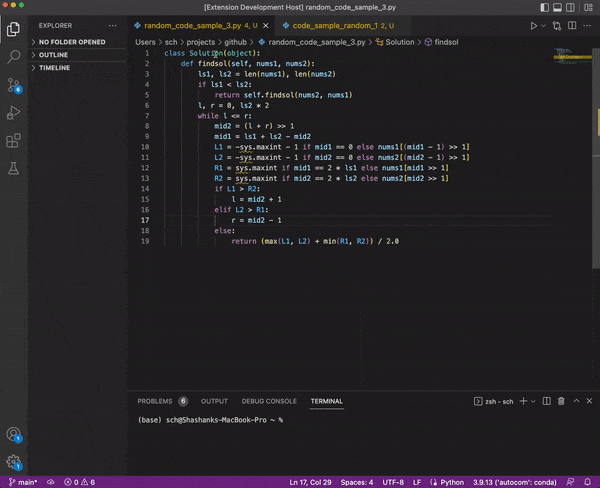 [Extension Development Host] random_code_sample_3.py
EXPLORER
random_code_sample_3.py 4, U
code_sample_random_1 2, U
NO FOLDER OPENED
OUTLINE
TIMELINE
Users > sch > projects > github > random_code_sample_3.py > Solution > findsol
1 class Solution(object):
2 def findsol(self, nums1, nums2):
3 ls1, ls2 = len(nums1), len(nums2)
4 if ls1 < ls2:
5 return self.findsol(nums2, nums1)
6 l, r = 0, ls2 * 2
7 while l <= r:
8 mid2 = (l + r) >> 1
9 mid1 = ls1 + ls2 - mid2
10 L1 = -sys.maxint - 1 if mid1 == 0 else nums1[(mid1 - 1) >> 1]
11 L2 = -sys.maxint - 1 if mid2 == 0 else nums2[(mid2 - 1) >> 1]
12 R1 = sys.maxint if mid1 == 2 * ls1 else nums1[mid1 >> 1]
13 R2 = sys.maxint if mid2 == 2 * ls2 else nums2[mid2 >> 1]
14 if L1 > R2:
15 l = mid2 + 1
16 elif L2 > R1:
17 r = mid2 - 1
18 else:
19 return (max(L1, L2) + min(R1, R2)) / 2.0
6
1
1
PROBLEMS 6 OUTPUT DEBUG CONSOLE TERMINAL
zsh - sch
(base) sch@Shashanks-MacBook-Pro ~ %
main* 0 6 Ln 17, Col 29 Spaces: 4 UTF-8 LF Python 3.9.13 ('autocom': conda)